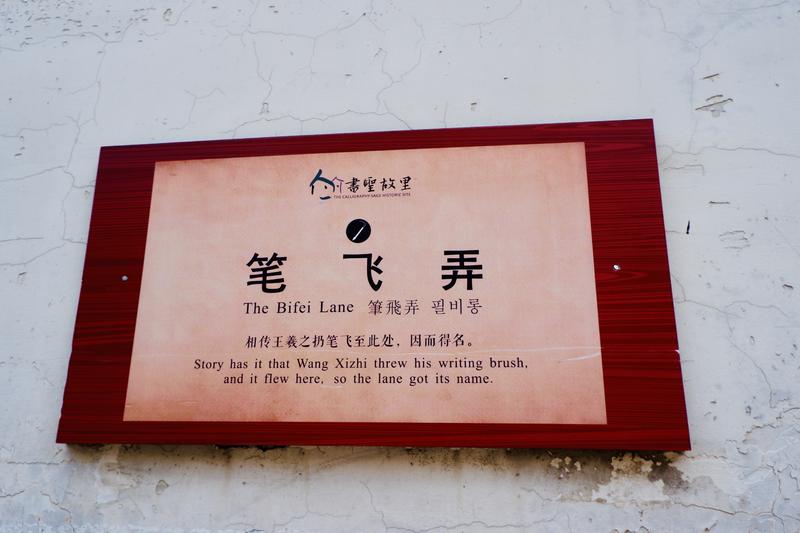 書聖故里
THE CALLIGRAPHY SAGE HISTORIC SITE
笔飞弄
The Bifei Lane 筆飛弄 필비롱
相传王羲之扔笔飞至此处，因而得名。
Story has it that Wang Xizhi threw his writing brush,
and it flew here, so the lane got its name.